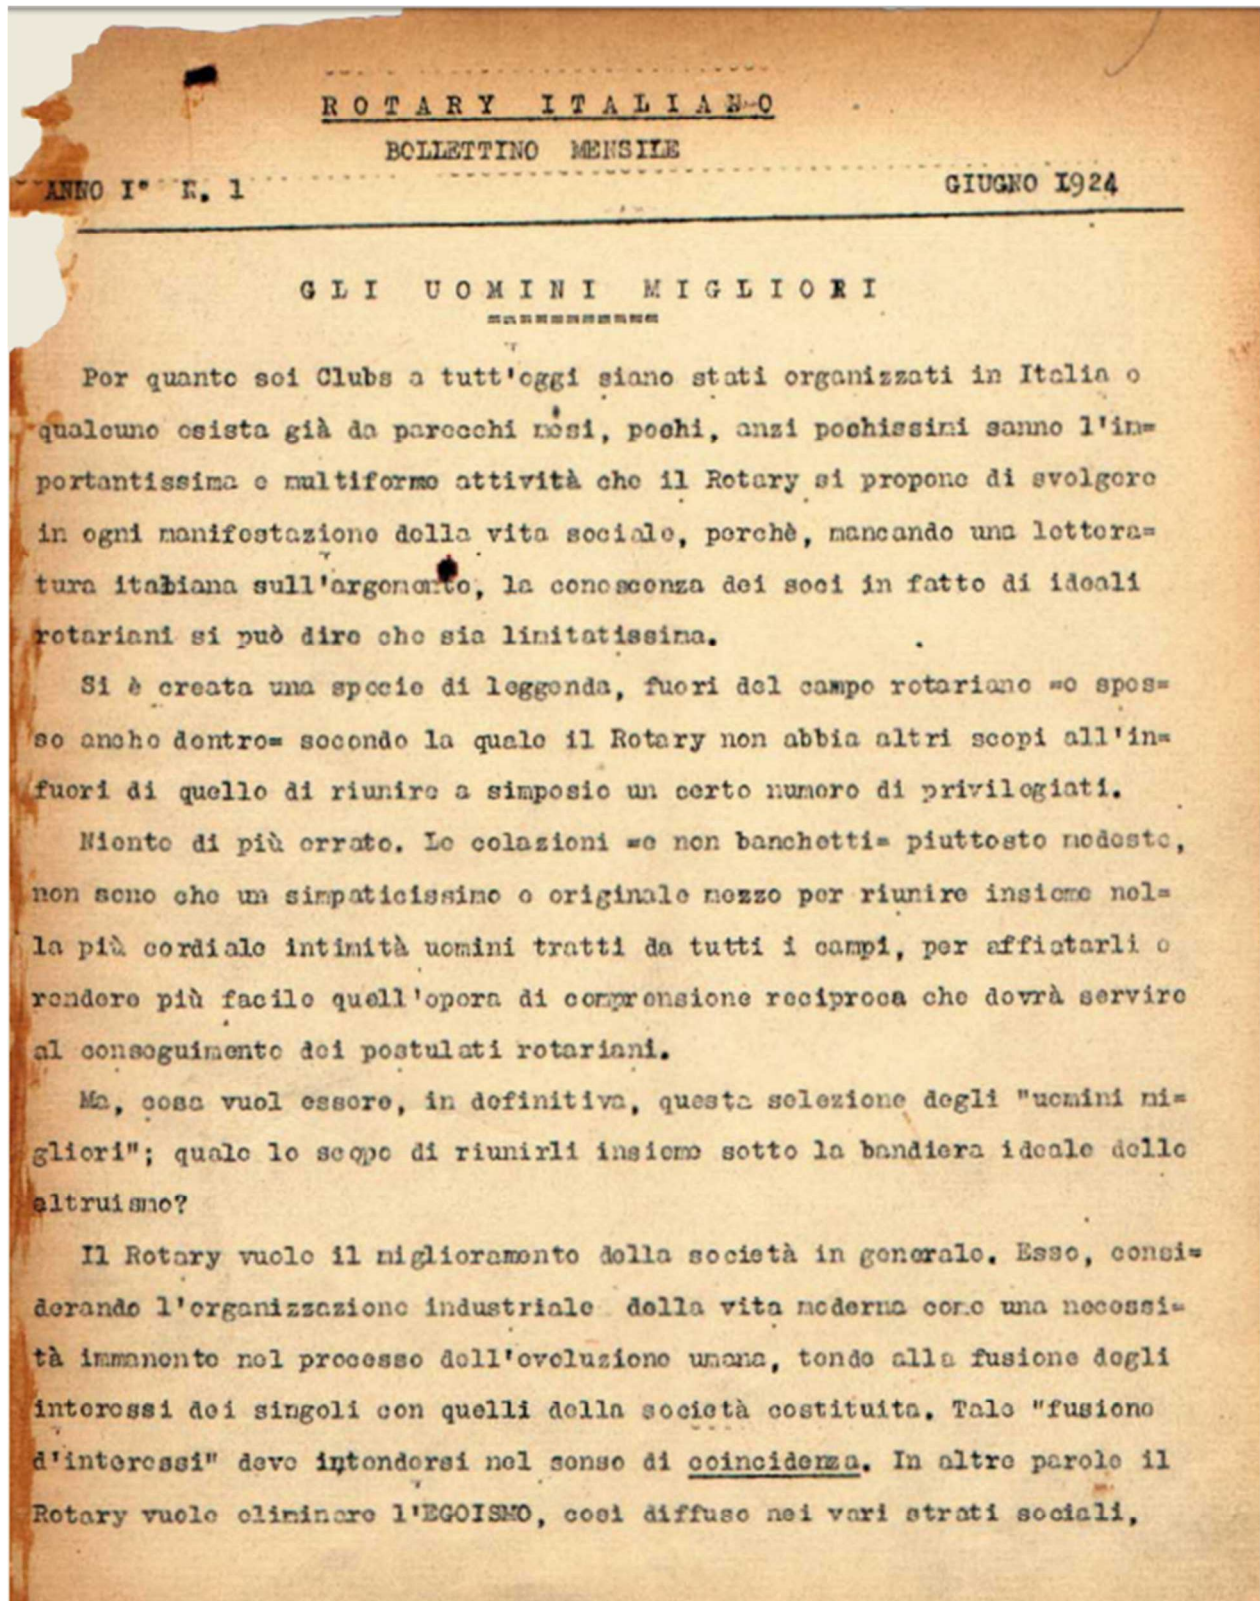 ROTARY ITALIANO
BOLLETTINO MENSILE
ANNO I° N. 1 GIUGNO 1924
GLI UOMINI MIGLIORI
===========
Per quanto sei Clubs a tutt'oggi siano stati organizzati in Italia e
qualcuno esista già da parecchi mesi, pochi, anzi pochissimi sanno l'im=
portantissima e multiforme attività che il Rotary si propone di svolgere
in ogni manifestazione della vita sociale, perchè, mancando una lettera=
tura italiana sull'argomento, la conoscenza dei soci in fatto di ideali
rotariani si può dire che sia limitatissima.
Si è creata una specie di leggenda, fuori del campo rotariano =e spes=
so anche dentro= secondo la quale il Rotary non abbia altri scopi all'in=
fuori di quello di riunire a simposio un certo numero di privilegiati.
Niente di più errato. Le colazioni =e non banchetti= piuttosto modeste,
non sono che un simpaticissimo e originale mezzo per riunire insieme nel=
la più cordiale intimità uomini tratti da tutti i campi, per affiatarli e
rendere più facile quell'opera di comprensione reciproca che dovrà servire
al conseguimento dei postulati rotariani.
Ma, cosa vuol essere, in definitiva, questa selezione degli "uomini mi=
gliori"; quale lo scopo di riunirli insieme sotto la bandiera ideale dello
altruismo?
Il Rotary vuole il miglioramento della società in generale. Esso, consi=
derando l'organizzazione industriale della vita moderna come una necessi=
tà immanente nel processo dell'evoluzione umana, tende alla fusione degli
interessi dei singoli con quelli della società costituita. Tale "fusione
d'interessi" deve intendersi nel senso di coincidenza. In altre parole il
Rotary vuole eliminare l'EGOISMO, così diffuso nei vari strati sociali,